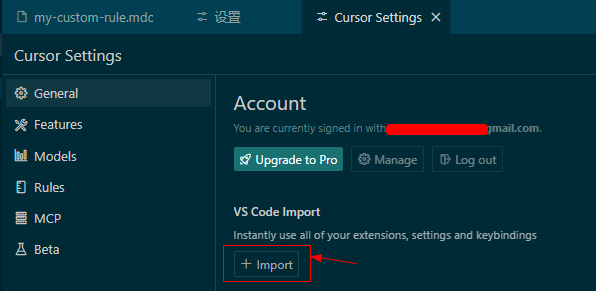 my-custom-rule.mdc
设置
Cursor Settings
Cursor Settings
General
Features
Models
Rules
MCP
Beta
Account
You are currently signed in with gmail.com.
Upgrade to Pro
Manage
Log out
VS Code Import
Instantly use all of your extensions, settings and keybindings
+ Import